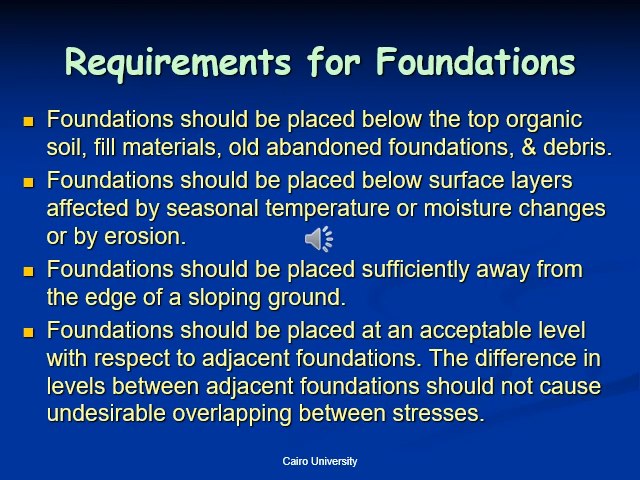 Requirements for Foundations
Foundations should be placed below the top organic
soil, fill materials, old abandoned foundations, & debris.
Foundations should be placed below surface layers
affected by seasonal temperature or moisture changes
or by erosion.
Foundations should be placed sufficiently away from
the edge of a sloping ground.
Foundations should be placed at an acceptable level
with respect to adjacent foundations. The difference in
levels between adjacent foundations should not cause
undesirable overlapping between stresses.
Cairo University